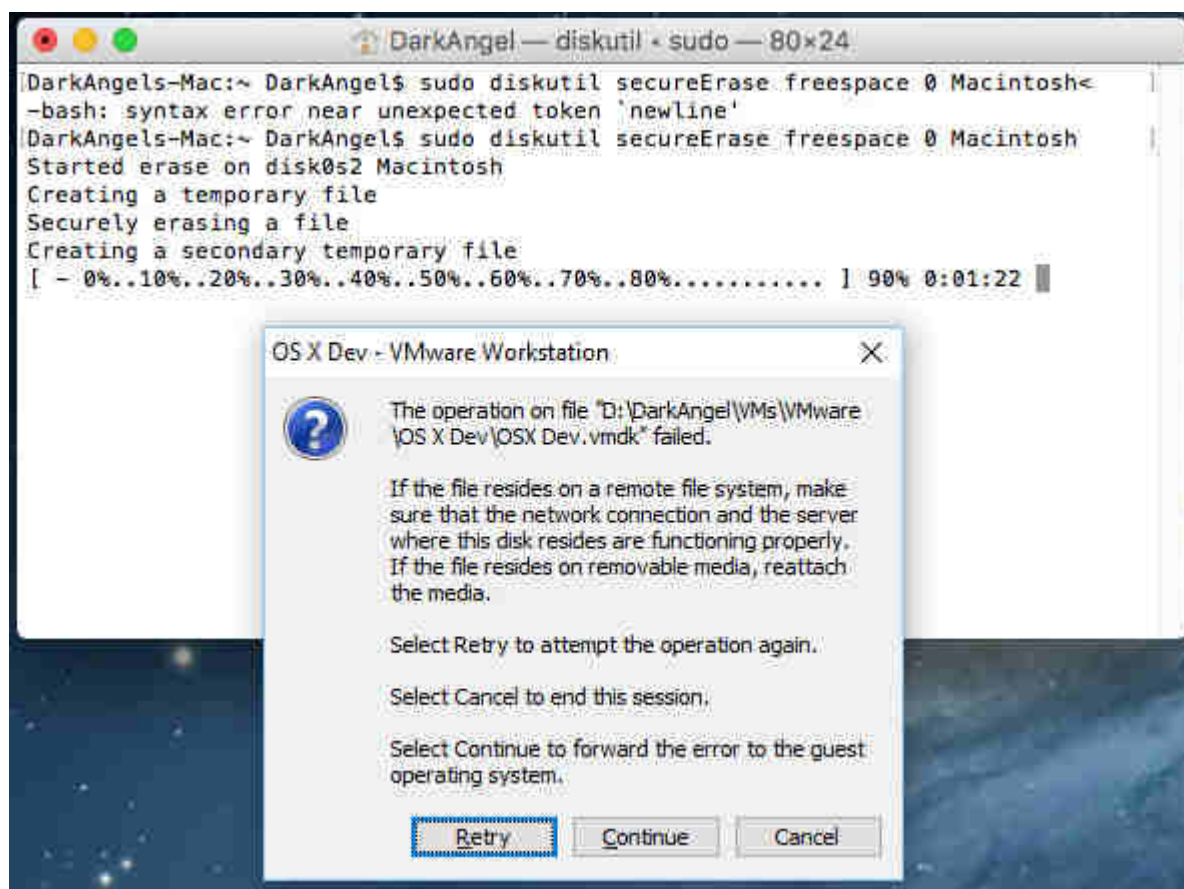 DarkAngel — diskutil ‹ sudo — 80×24
DarkAngels-Mac:~ DarkAngel$ sudo diskutil secureErase freespace 0 Macintosh<
-bash: syntax error near unexpected token `newline'
DarkAngels-Mac:~ DarkAngel$ sudo diskutil secureErase freespace 0 Macintosh
Started erase on disk0s2 Macintosh
Creating a temporary file
Securely erasing a file
Creating a secondary temporary file
[ - 0%..10%..20%..30%..40%..50%..60%..70%..80%............ ] 90% 0:01:22
OS X Dev - VMware Workstation
The operation on file "D:\DarkAngel\VMs\VMware
\OS X Dev\OSX Dev.vmdk" failed.
If the file resides on a remote file system, make
sure that the network connection and the server
where this disk resides are functioning properly.
If the file resides on removable media, reattach
the media.
Select Retry to attempt the operation again.
Select Cancel to end this session.
Select Continue to forward the error to the guest
operating system.
Retry
Continue
Cancel